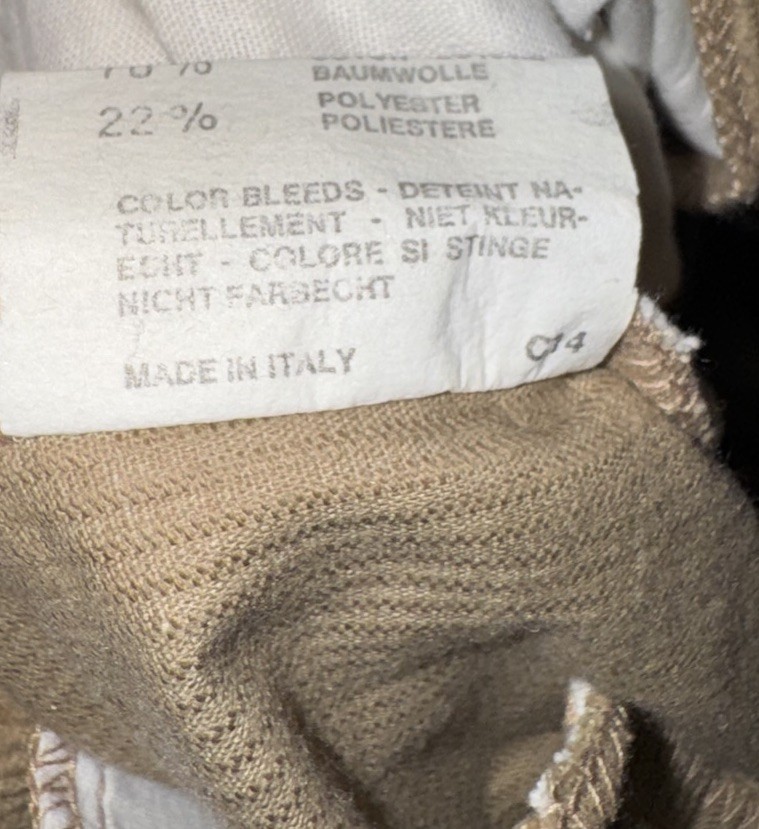 BAUMWOLLE
22% POLYESTER
POLIESTERE
COLOR BLEEDS - DETEINT NA-
TURELLEMENT - NIET KLEUR-
ECHT - COLORE SI STINGE
NICHT FARBECHT
MADE IN ITALY C14